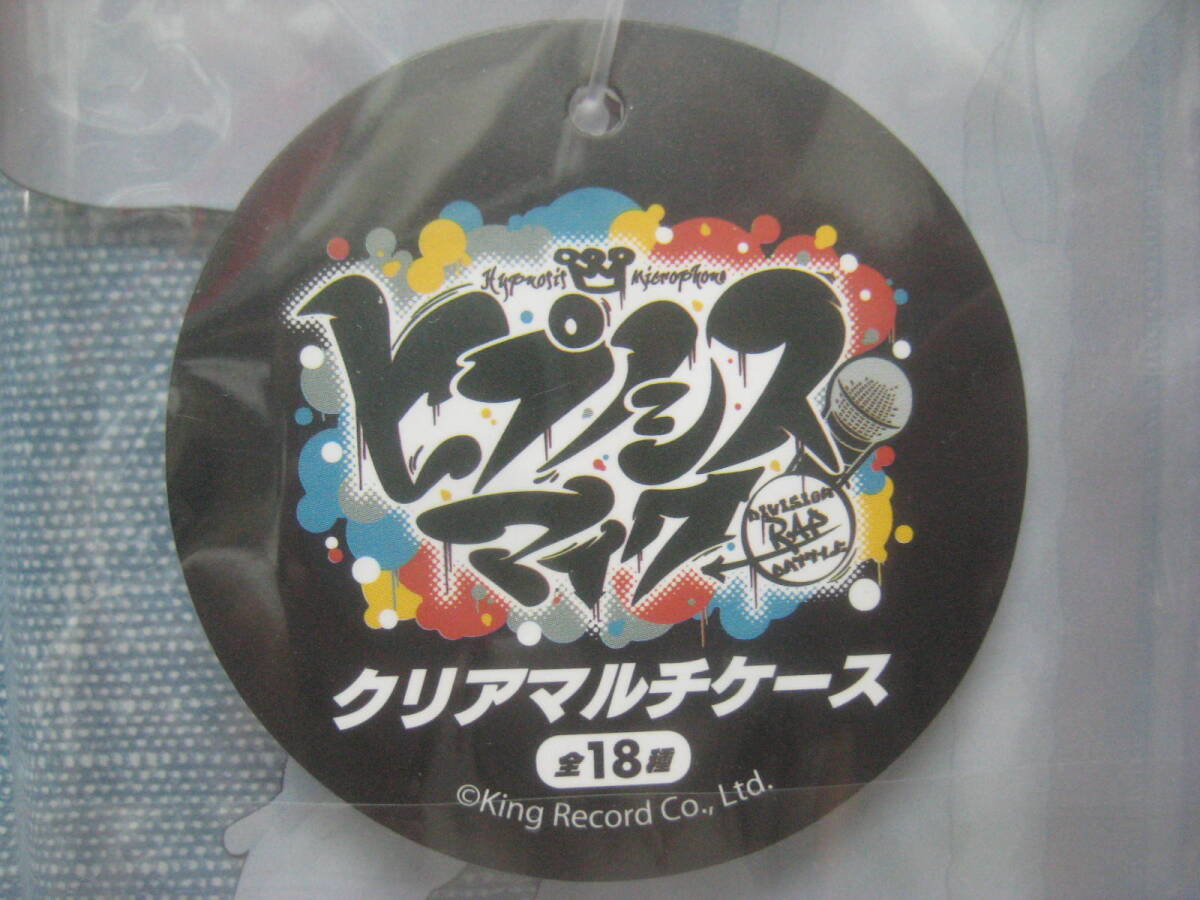 Hypnosis Microphone
ヒプノシス
マイク
DIVISION
RAP
BATTLE
クリアマルチケース
全18種
©King Record Co., Ltd.